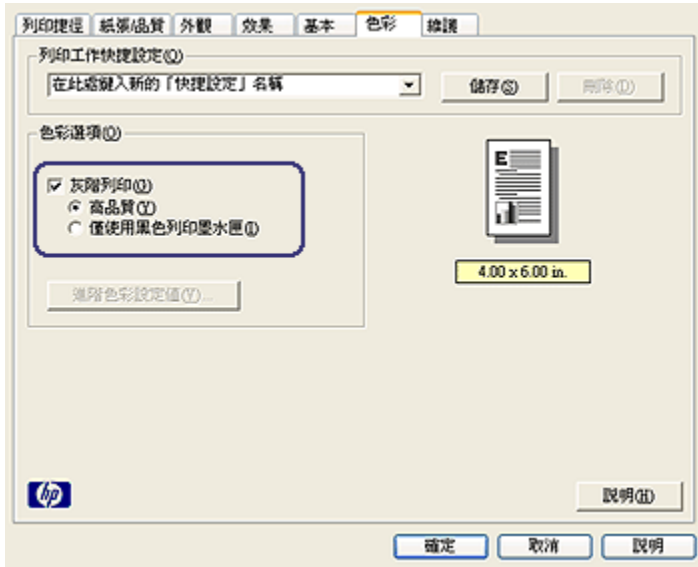 列印捷徑 紙張/品質 外觀 效果 基本 色彩 維護
列印工作快捷設定(Q)
在此處鍵入新的「快捷設定」名稱
儲存(S) 刪除(D)
色彩選項(O)
灰階列印(O)
高品質(Y)
僅使用黑色列印墨水匣(I)
E
4.00 x 6.00 in.
進階色彩設定值(Y)...
hp
說明(H)
確定 取消 說明